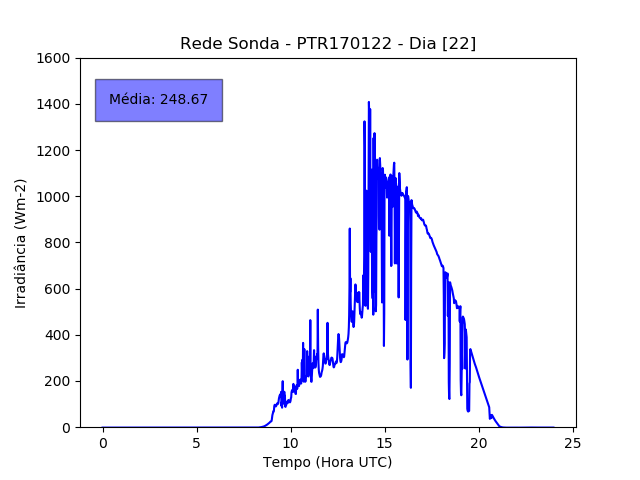 Rede Sonda - PTR170122 - Dia [22]
1600
1400
1200
1000
800
600
400
200
0
Média: 248.67
Irradiância (Wm-2)
0 5 10 15 20 25
Tempo (Hora UTC)